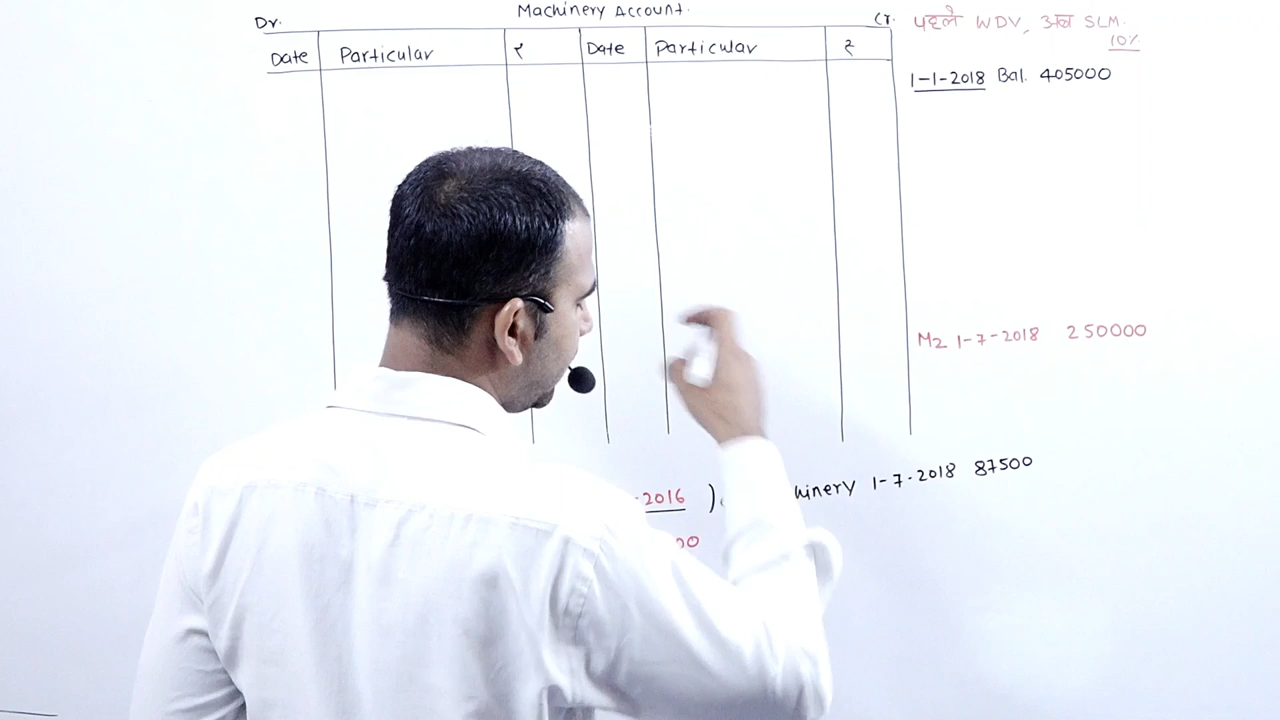 Machinery Account.
Dr.
Cr.
Date Particular ₹ Date Particular ₹
पहले WDV, अब SLM.
10%
1-1-2018 Bal. 405000
M2 1-7-2018 250000
2016 ).
1-7-2018 87500